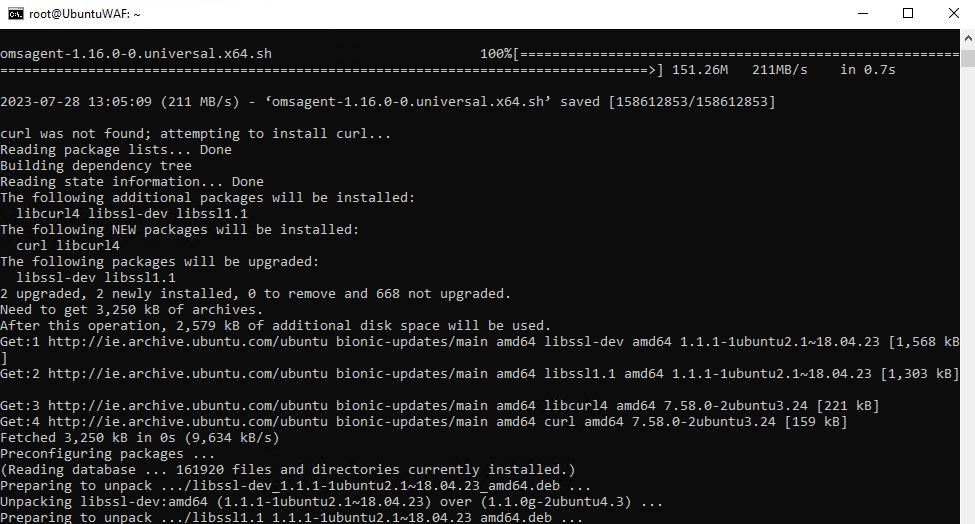 root@UbuntuWAF: ~
omsagent-1.16.0-0.universal.x64.sh 100%[=======================================================
=================================================================================>] 151.26M 211MB/s in 0.7s
2023-07-28 13:05:09 (211 MB/s) - ‘omsagent-1.16.0-0.universal.x64.sh’ saved [158612853/158612853]
curl was not found; attempting to install curl...
Reading package lists... Done
Building dependency tree
Reading state information... Done
The following additional packages will be installed:
libcurl4 libssl-dev libssl1.1
The following NEW packages will be installed:
curl libcurl4
The following packages will be upgraded:
libssl-dev libssl1.1
2 upgraded, 2 newly installed, 0 to remove and 668 not upgraded.
Need to get 3,250 kB of archives.
After this operation, 2,579 kB of additional disk space will be used.
Get:1 http://ie.archive.ubuntu.com/ubuntu bionic-updates/main amd64 libssl-dev amd64 1.1.1-1ubuntu2.1~18.04.23 [1,568 kB
]
Get:2 http://ie.archive.ubuntu.com/ubuntu bionic-updates/main amd64 libssl1.1 amd64 1.1.1-1ubuntu2.1~18.04.23 [1,303 kB]
Get:3 http://ie.archive.ubuntu.com/ubuntu bionic-updates/main amd64 libcurl4 amd64 7.58.0-2ubuntu3.24 [221 kB]
Get:4 http://ie.archive.ubuntu.com/ubuntu bionic-updates/main amd64 curl amd64 7.58.0-2ubuntu3.24 [159 kB]
Fetched 3,250 kB in 0s (9,634 kB/s)
Preconfiguring packages ...
(Reading database ... 161920 files and directories currently installed.)
Preparing to unpack .../libssl-dev_1.1.1-1ubuntu2.1~18.04.23_amd64.deb ...
Unpacking libssl-dev:amd64 (1.1.1-1ubuntu2.1~18.04.23) over (1.1.0g-2ubuntu4.3) ...
Preparing to unpack .../libssl1.1_1.1.1-1ubuntu2.1~18.04.23_amd64.deb ...